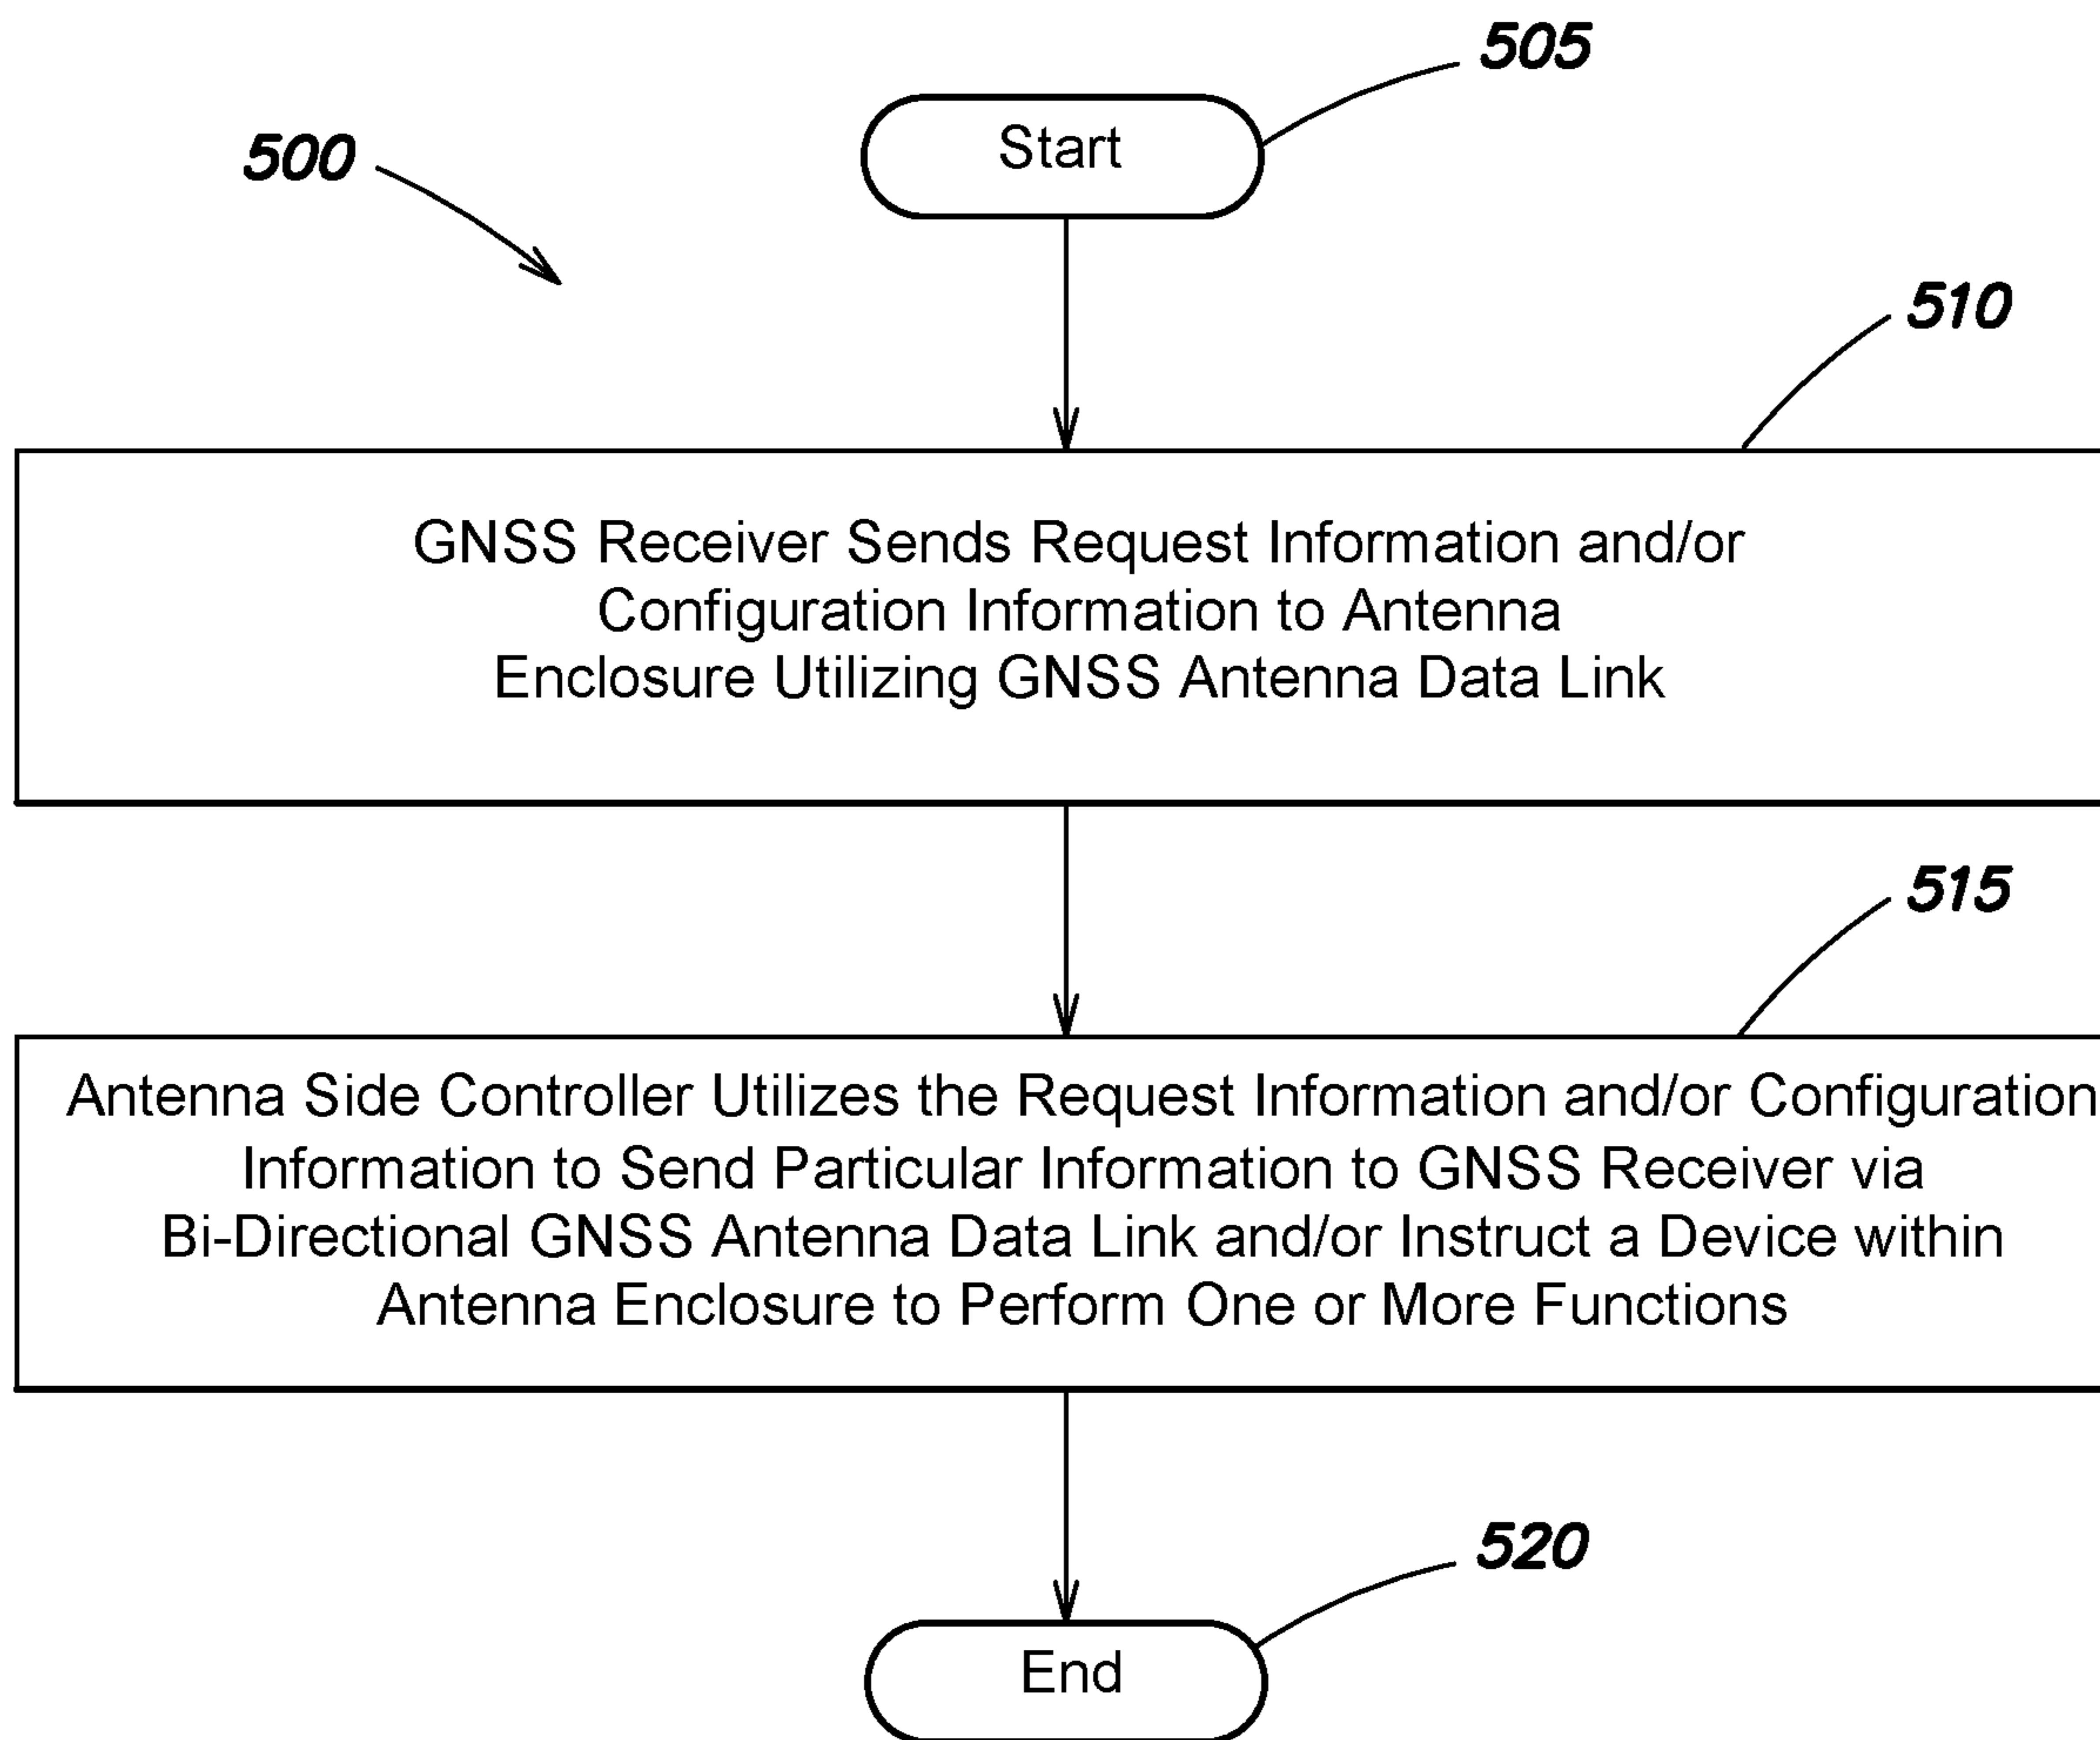 505
500
Start
510
GNSS Receiver Sends Request Information and/or
Configuration Information to Antenna
Enclosure Utilizing GNSS Antenna Data Link
515
Antenna Side Controller Utilizes the Request Information and/or Configuration
Information to Send Particular Information to GNSS Receiver via
Bi-Directional GNSS Antenna Data Link and/or Instruct a Device within
Antenna Enclosure to Perform One or More Functions
520
End